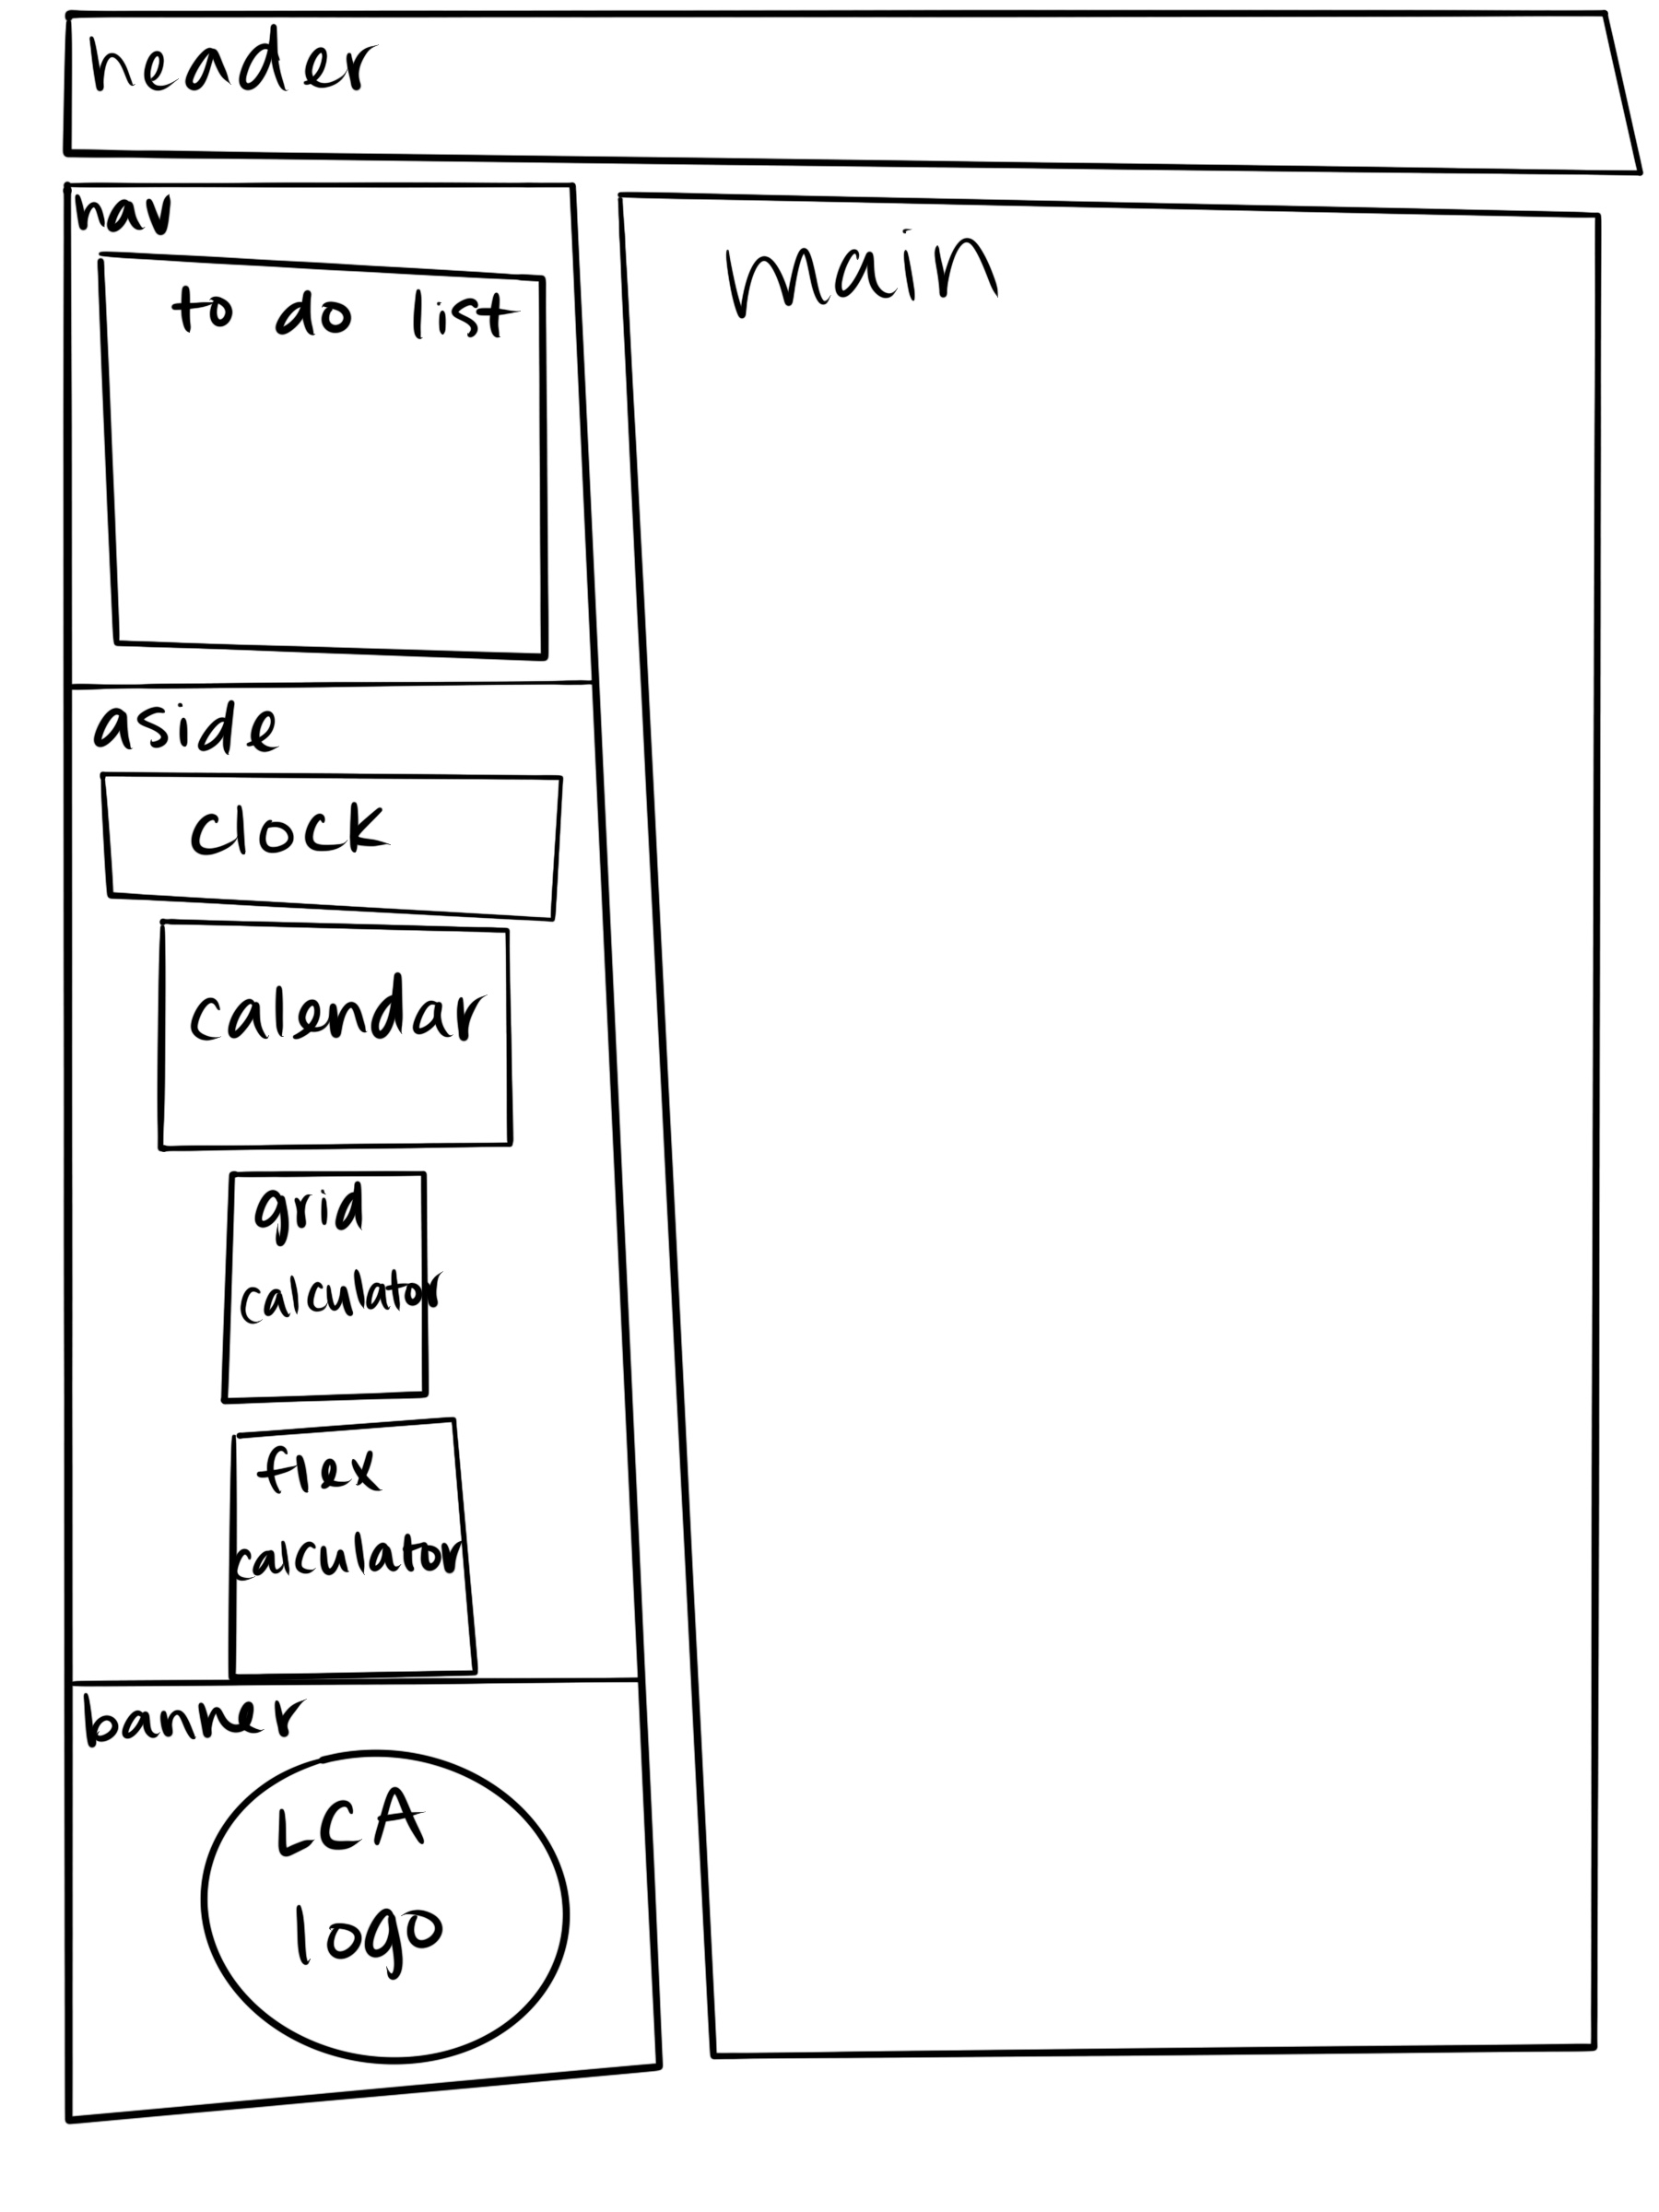 header
nav
to do list
main
aside
clock
calendar
grid
calculator
flex
calculator
banner
LCA
logo